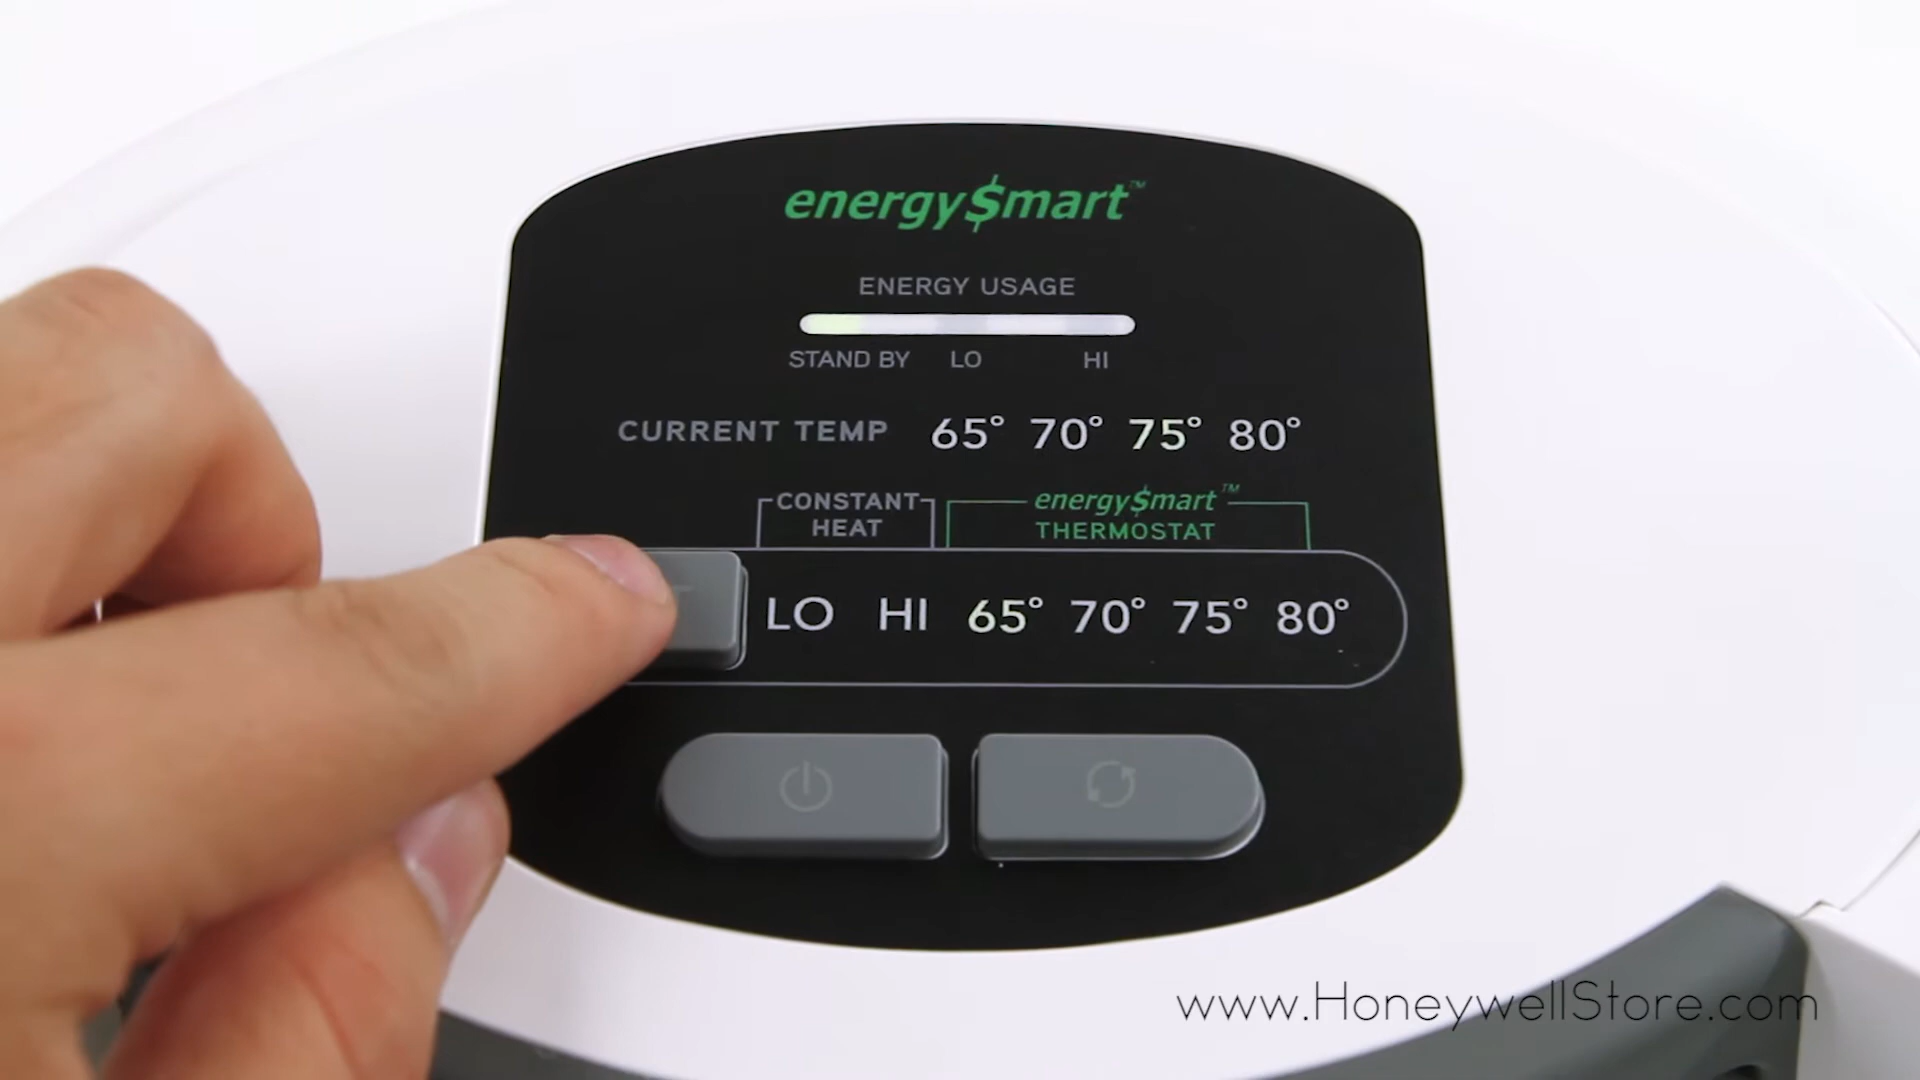 energy$mart™
ENERGY USAGE
STAND BY LO HI
CURRENT TEMP 65° 70° 75° 80°
CONSTANT HEAT
energy$mart™ THERMOSTAT
LO HI 65° 70° 75° 80°
www.HoneywellStore.com